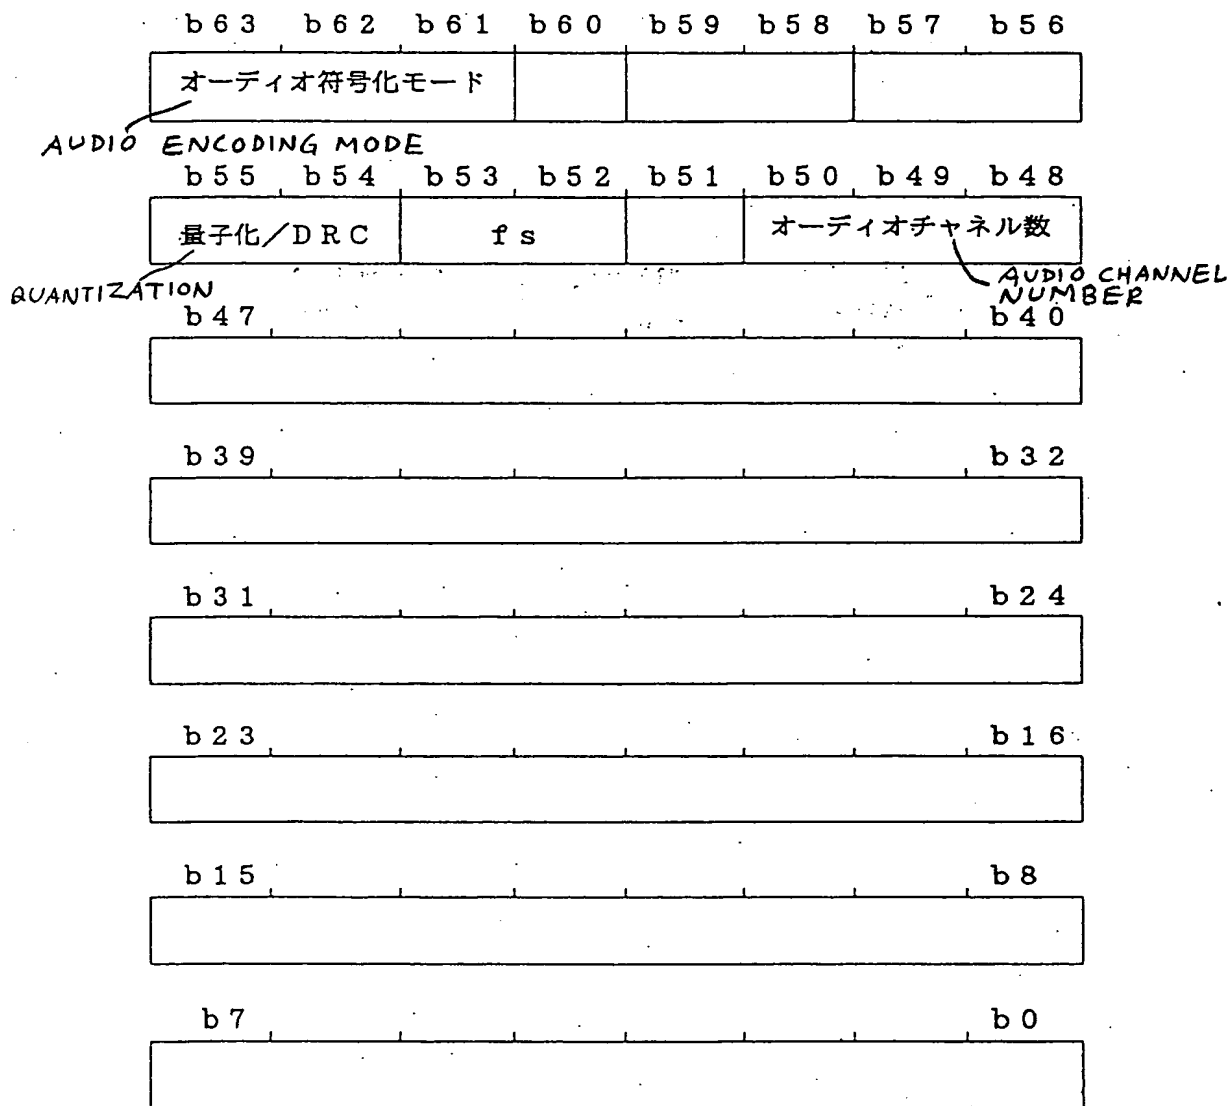 b63 b62 b61 b60 b59 b58 b57 b56
オーディオ符号化モード
AUDIO ENCODING MODE
b55 b54 b53 b52 b51 b50 b49 b48
量子化／DRC fs オーディオチャネル数
QUANTIZATION
AUDIO CHANNEL
NUMBER
b47 b40
b39 b32
b31 b24
b23 b16
b15 b8
b7 b0